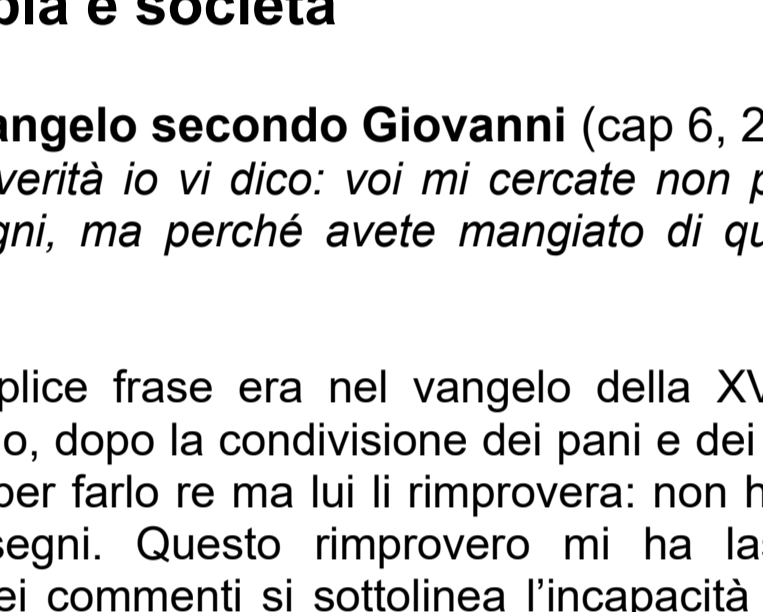 e società
angelo secondo Giovanni (cap 6, 2
verità io vi dico: voi mi cercate non
gni, ma perché avete mangiato di qu
plice frase era nel vangelo della XV
o, dopo la condivisione dei pani e dei
per farlo re ma lui li rimprovera: non h
segni. Questo rimprovero mi ha las
ei commenti si sottolinea l’incapacità